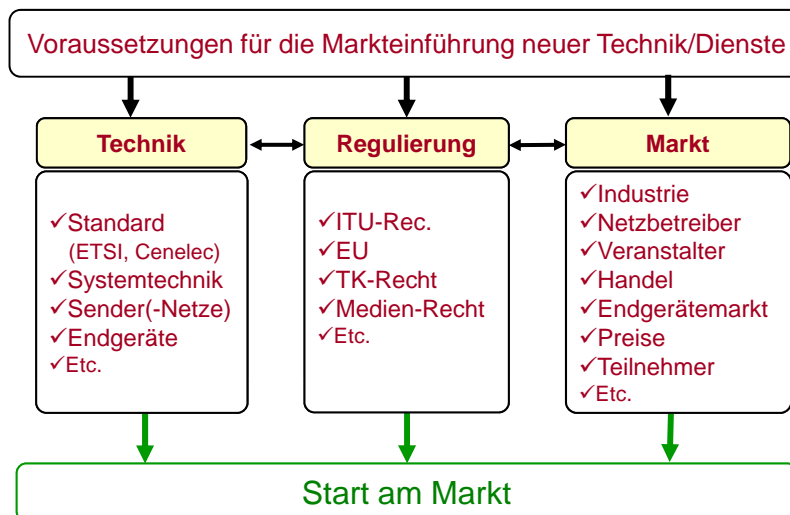 Voraussetzungen für die Markteinführung neuer Technik/Dienste
Technik
Regulierung
Markt
✓Standard
(ETSI, Cenelec)
✓Systemtechnik
✓Sender(-Netze)
✓Endgeräte
✓Etc.
✓ITU-Rec.
✓EU
✓TK-Recht
✓Medien-Recht
✓Etc.
✓Industrie
✓Netzbetreiber
✓Veranstalter
✓Handel
✓Endgerätemarkt
✓Preise
✓Teilnehmer
✓Etc.
Start am Markt